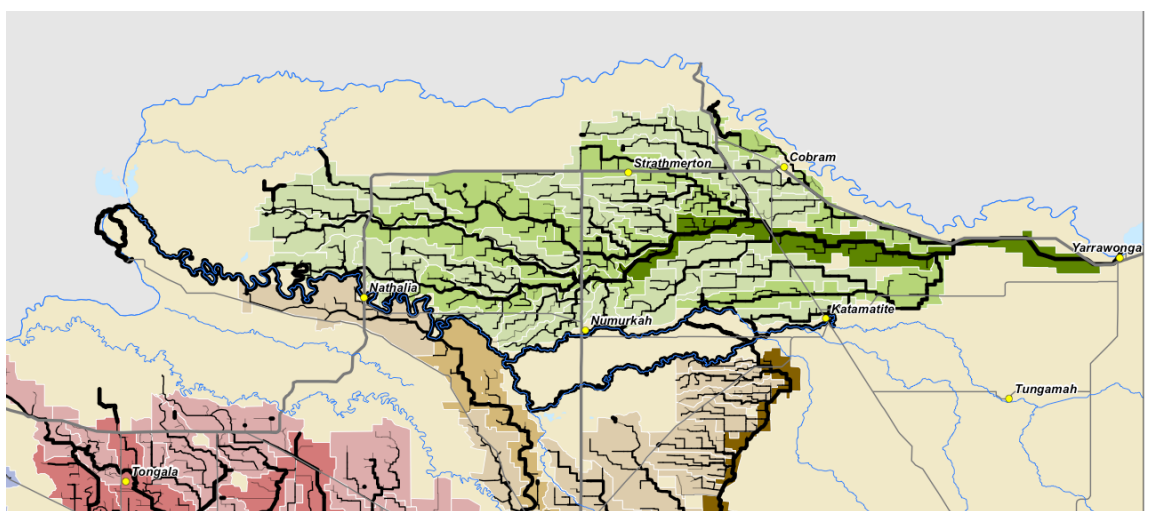 Cobram
Strathmerton
Yarrawonga
Nathalia
Katamatite
Numurkah
Tungamah
Tongala